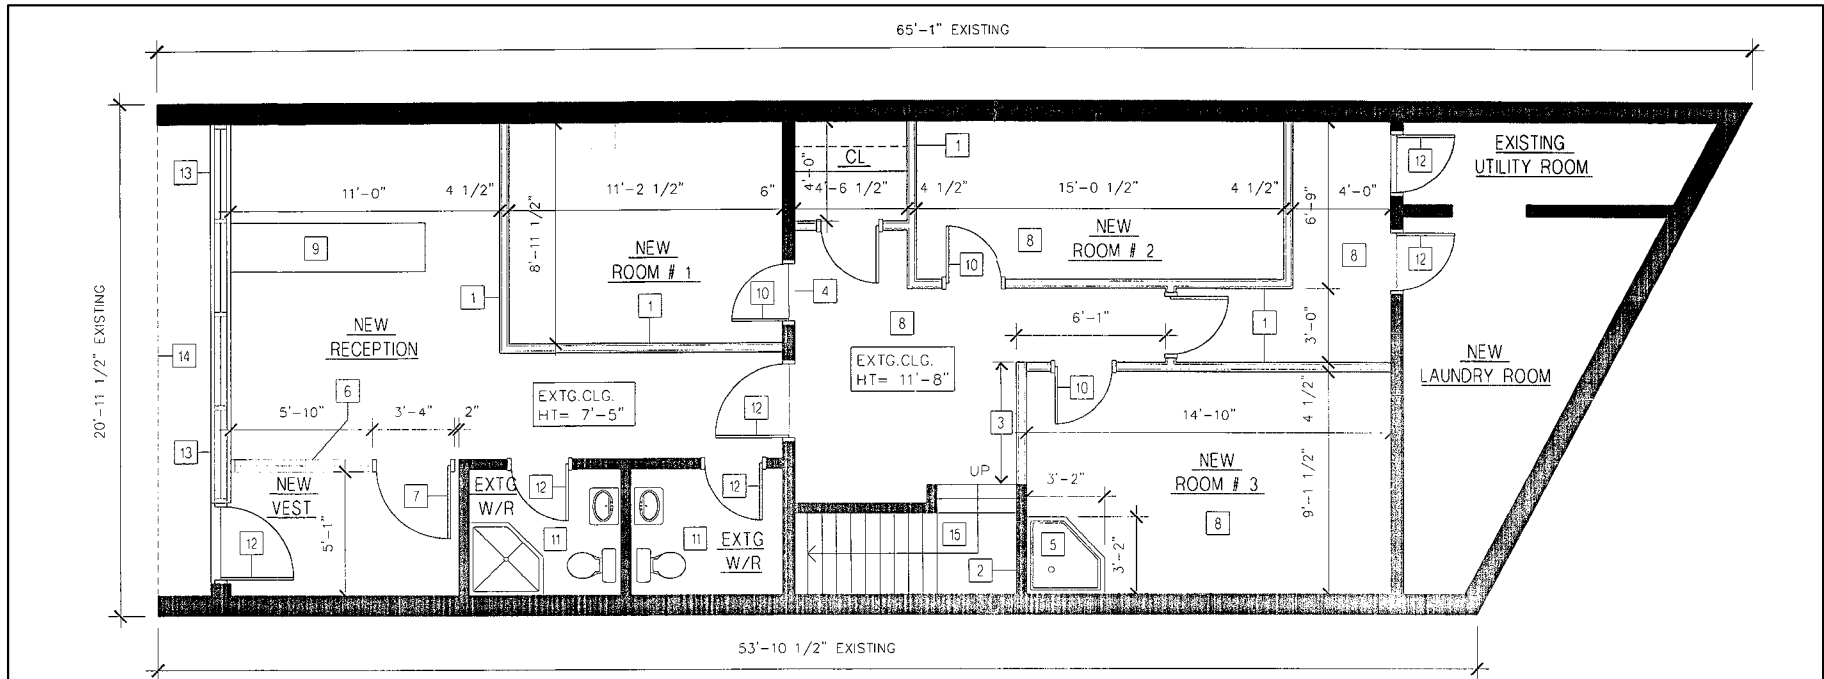 65'-1" EXISTING
20'-11 1/2" EXISTING
13
11'-0"
4 1/2"
11'-2 1/2"
6"
8'-11 1/2"
4'-0"
CL
4'-6 1/2"
1
4 1/2"
15'-0 1/2"
4 1/2"
6'-9"
4'-0"
12
EXISTING
UTILITY ROOM
9
NEW
ROOM # 1
10
4
10
8
NEW
ROOM # 2
8
12
1
1
8
6'-1"
1
3'-0"
NEW
RECEPTION
14
6
EXTG.CLG.
HT= 7'-5"
EXTG.CLG.
HT= 11'-8"
NEW
LAUNDRY ROOM
5'-10"
3'-4"
2"
12
3
10
14'-10"
4 1/2"
13
NEW
VEST
7
EXTG
W/R
12
12
UP
3'-2"
NEW
ROOM # 3
9'-1 1/2"
8
12
5'-1"
11
11
EXTG
W/R
15
2
5
3'-2"
53'-10 1/2" EXISTING